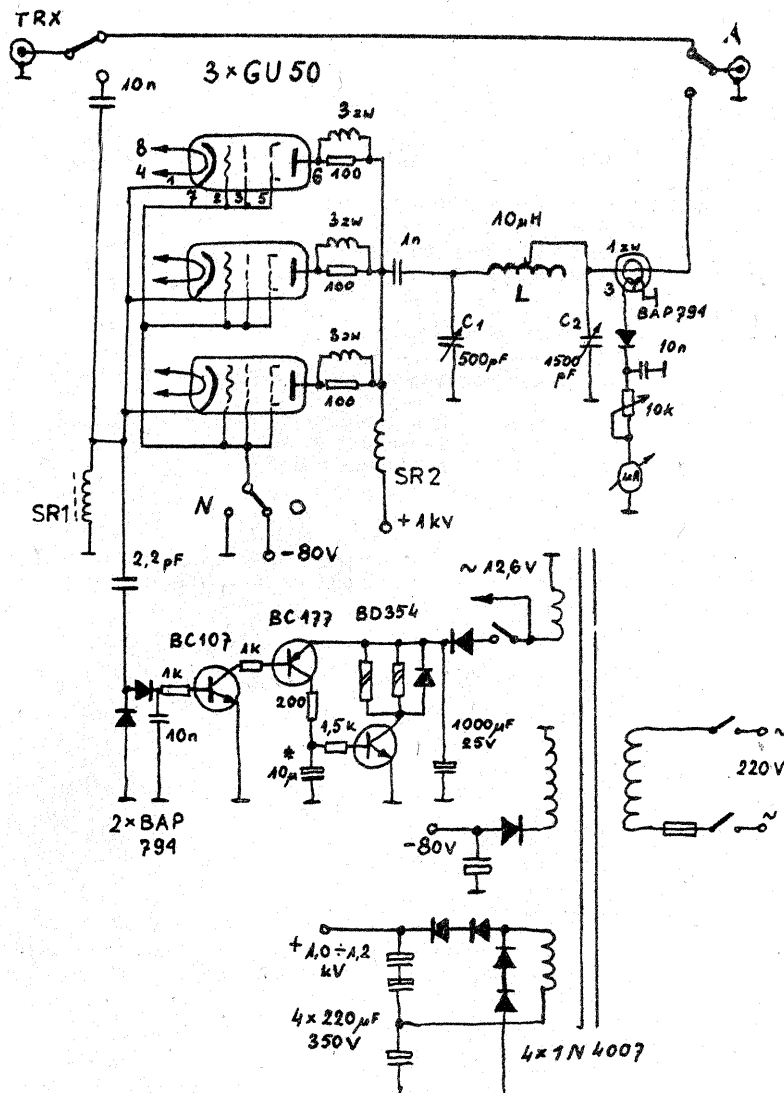 TRX
A
10n
3×GU50
3zw
8
4
1
7
2
3
5
6
100
3zw
1n
10µH
1zw
100
L
3
BAP794
C1
500pF
C2
1500
pF
10n
3zw
100
10k
µA
SR1
SR2
N
O
+1kV
-80V
2,2pF
~12,6V
BC107
BC177
BD354
1k
1k
200
1,5k
10n
*
10µ
1000µF
25V
~
220V
~
2×BAP
794
-80V
+1,0÷1,2
kV
4×220µF
350V
4×1N4007